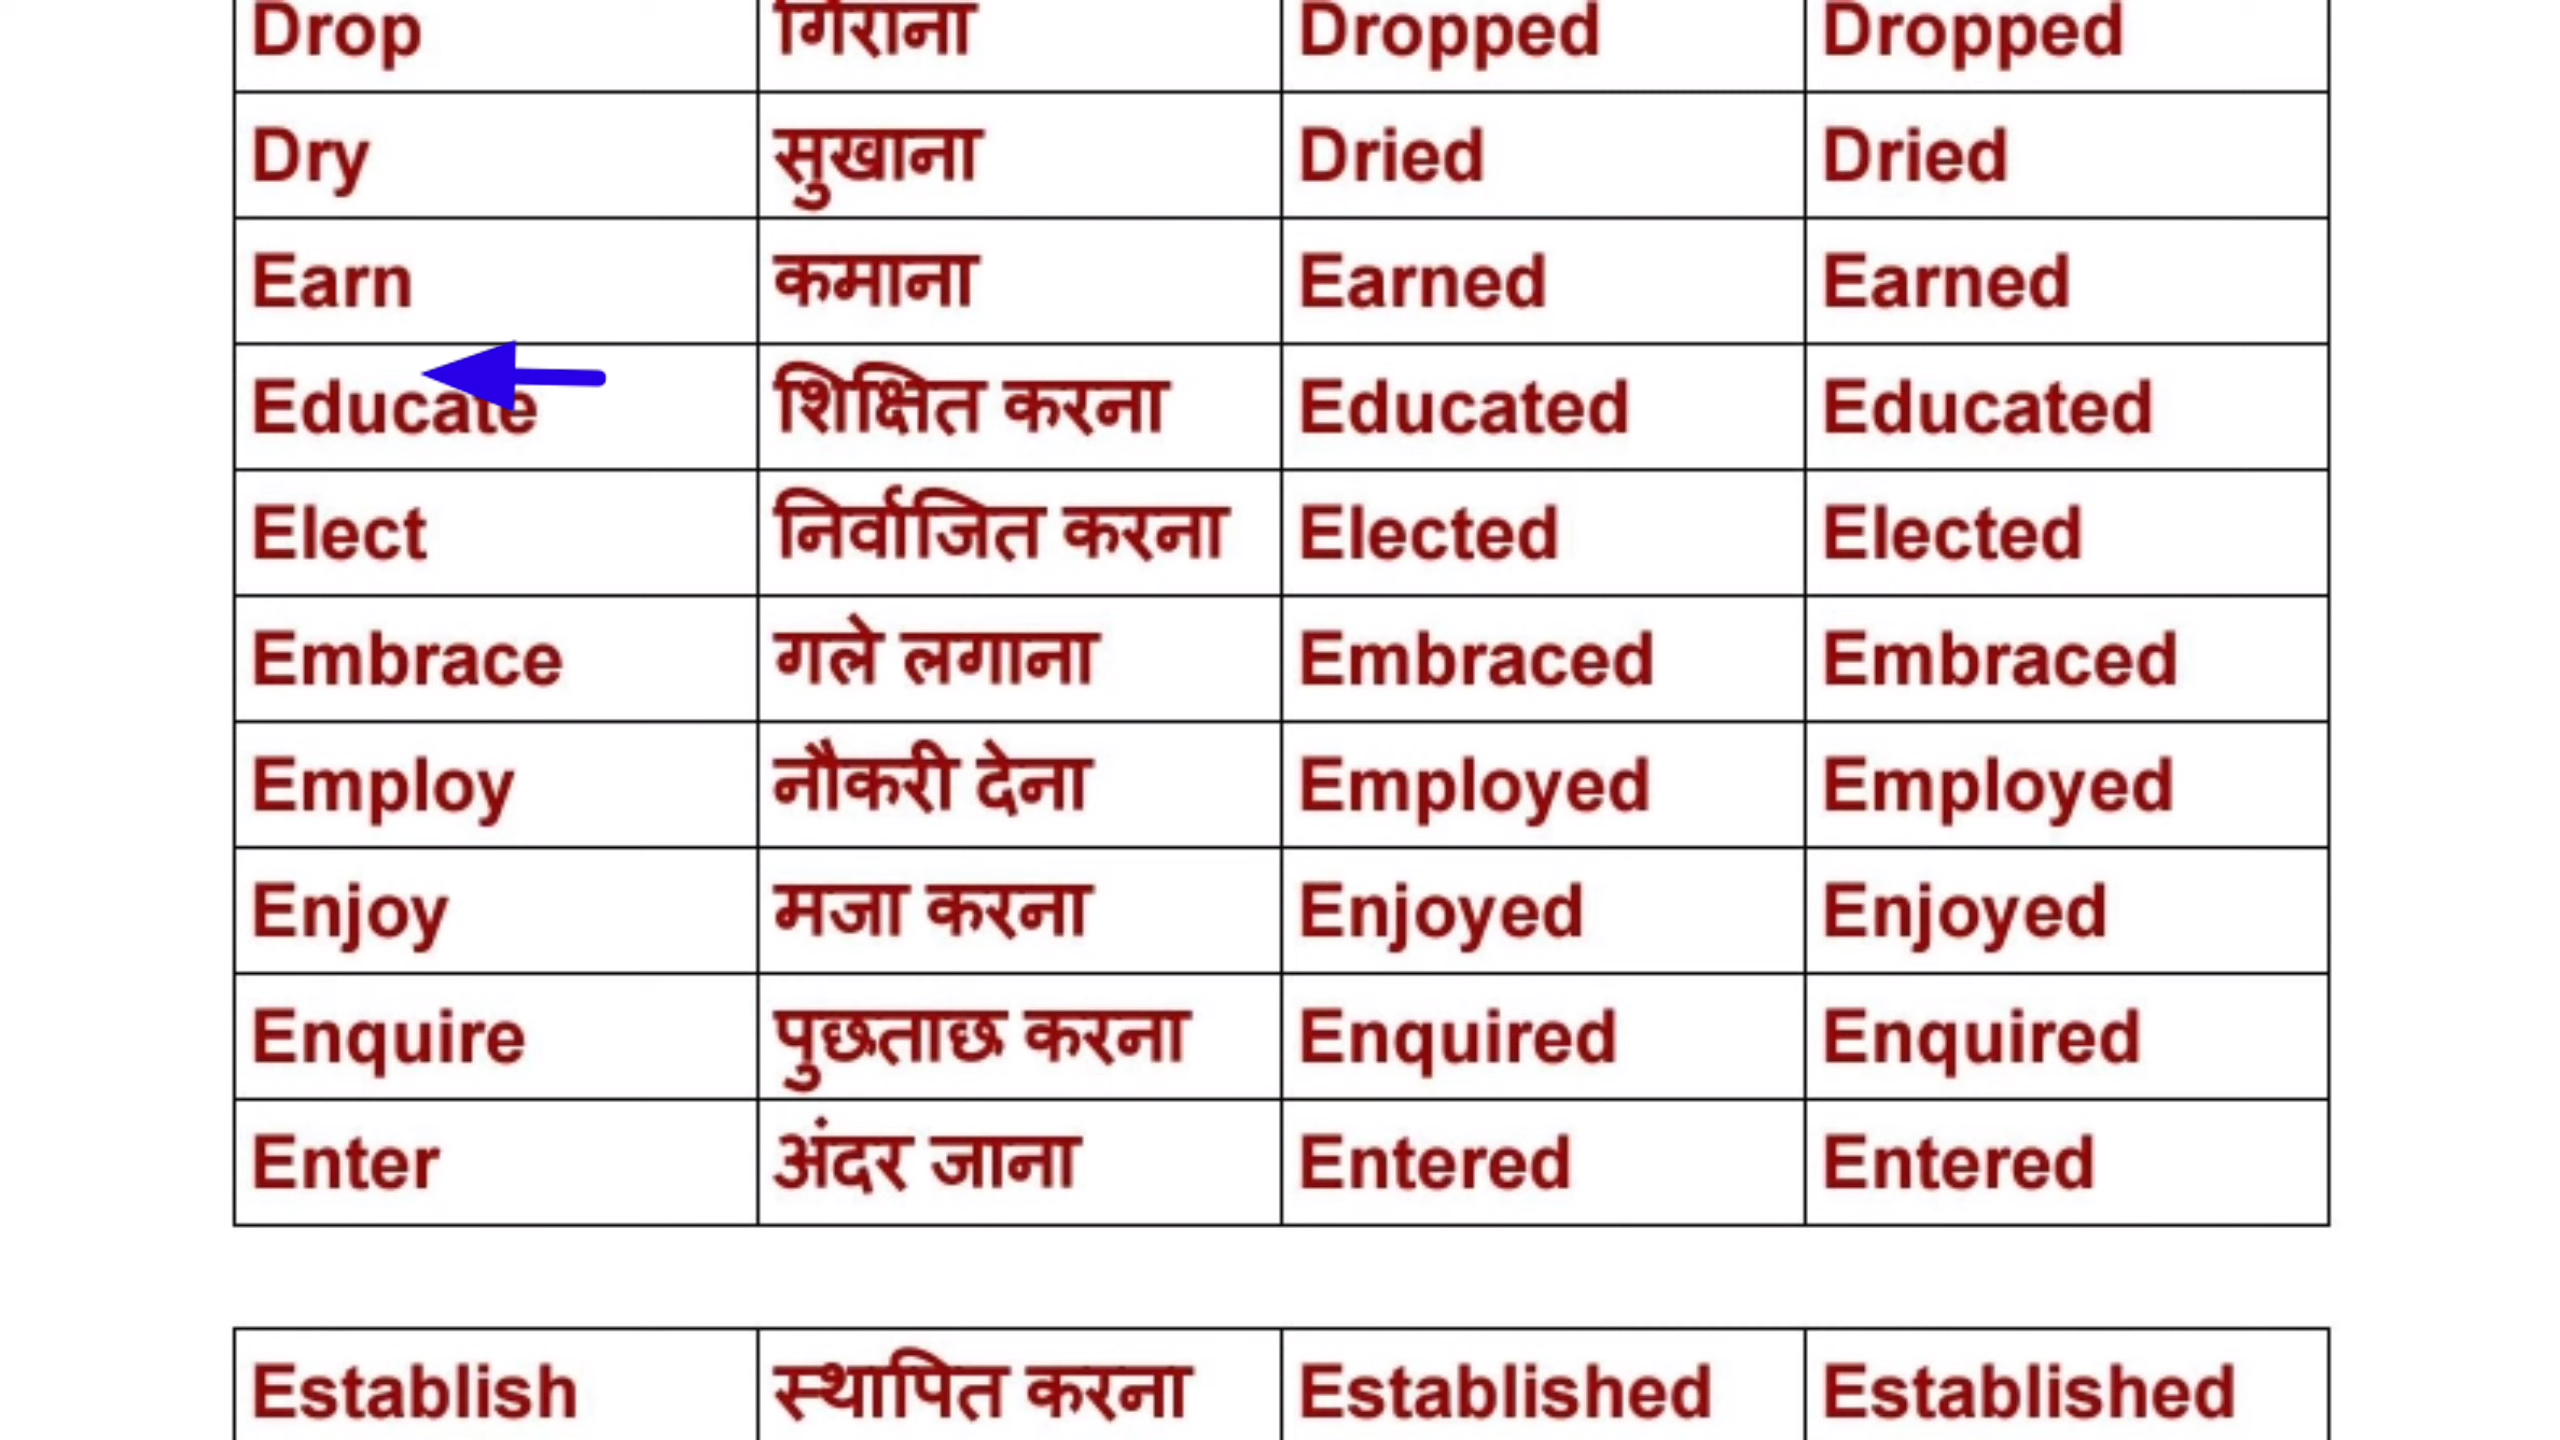 Drop गिराना Dropped Dropped
Dry सुखाना Dried Dried
Earn कमाना Earned Earned
Educate शिक्षित करना Educated Educated
Elect निर्वाजित करना Elected Elected
Embrace गले लगाना Embraced Embraced
Employ नौकरी देना Employed Employed
Enjoy मजा करना Enjoyed Enjoyed
Enquire पुछताछ करना Enquired Enquired
Enter अंदर जाना Entered Entered
Establish स्थापित करना Established Established